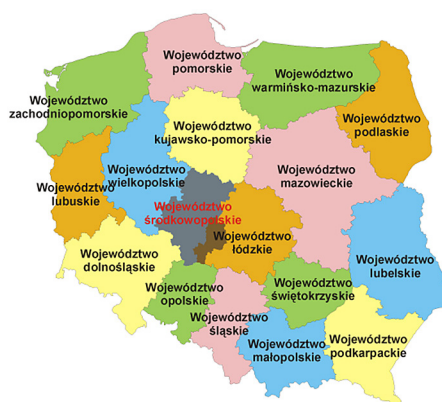 Województwo
pomorskie
Województwo
zachodniopomorskie
Województwo
warmińsko-mazurskie
Województwo
podlaskie
Województwo
kujawsko-pomorskie
Województwo
wielkopolskie
Województwo
mazowieckie
Województwo
lubuskie
Województwo
środkowopolskie
Województwo
łódzkie
Województwo
dolnośląskie
Województwo
lubelskie
Województwo
opolskie
Województwo
świętokrzyskie
Województwo
śląskie
Województwo
małopolskie
Województwo
podkarpackie